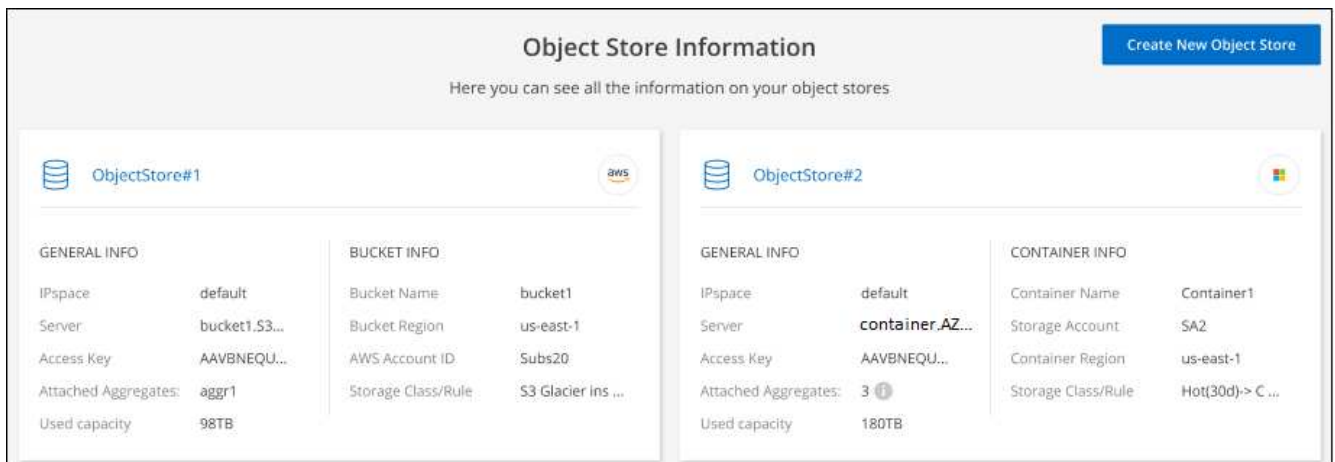 Object Store Information
Create New Object Store
Here you can see all the information on your object stores
ObjectStore#1
aws
GENERAL INFO
BUCKET INFO
IPspace default Bucket Name bucket1
Server bucket1.S3... Bucket Region us-east-1
Access Key AAVBNEQU... AWS Account ID Subs20
Attached Aggregates: aggr1 Storage Class/Rule S3 Glacier ins ...
Used capacity 98TB
ObjectStore#2
GENERAL INFO
CONTAINER INFO
IPspace default Container Name Container1
Server container.AZ... Storage Account SA2
Access Key AAVBNEQU... Container Region us-east-1
Attached Aggregates: 3 i Storage Class/Rule Hot(30d)-> C ...
Used capacity 180TB